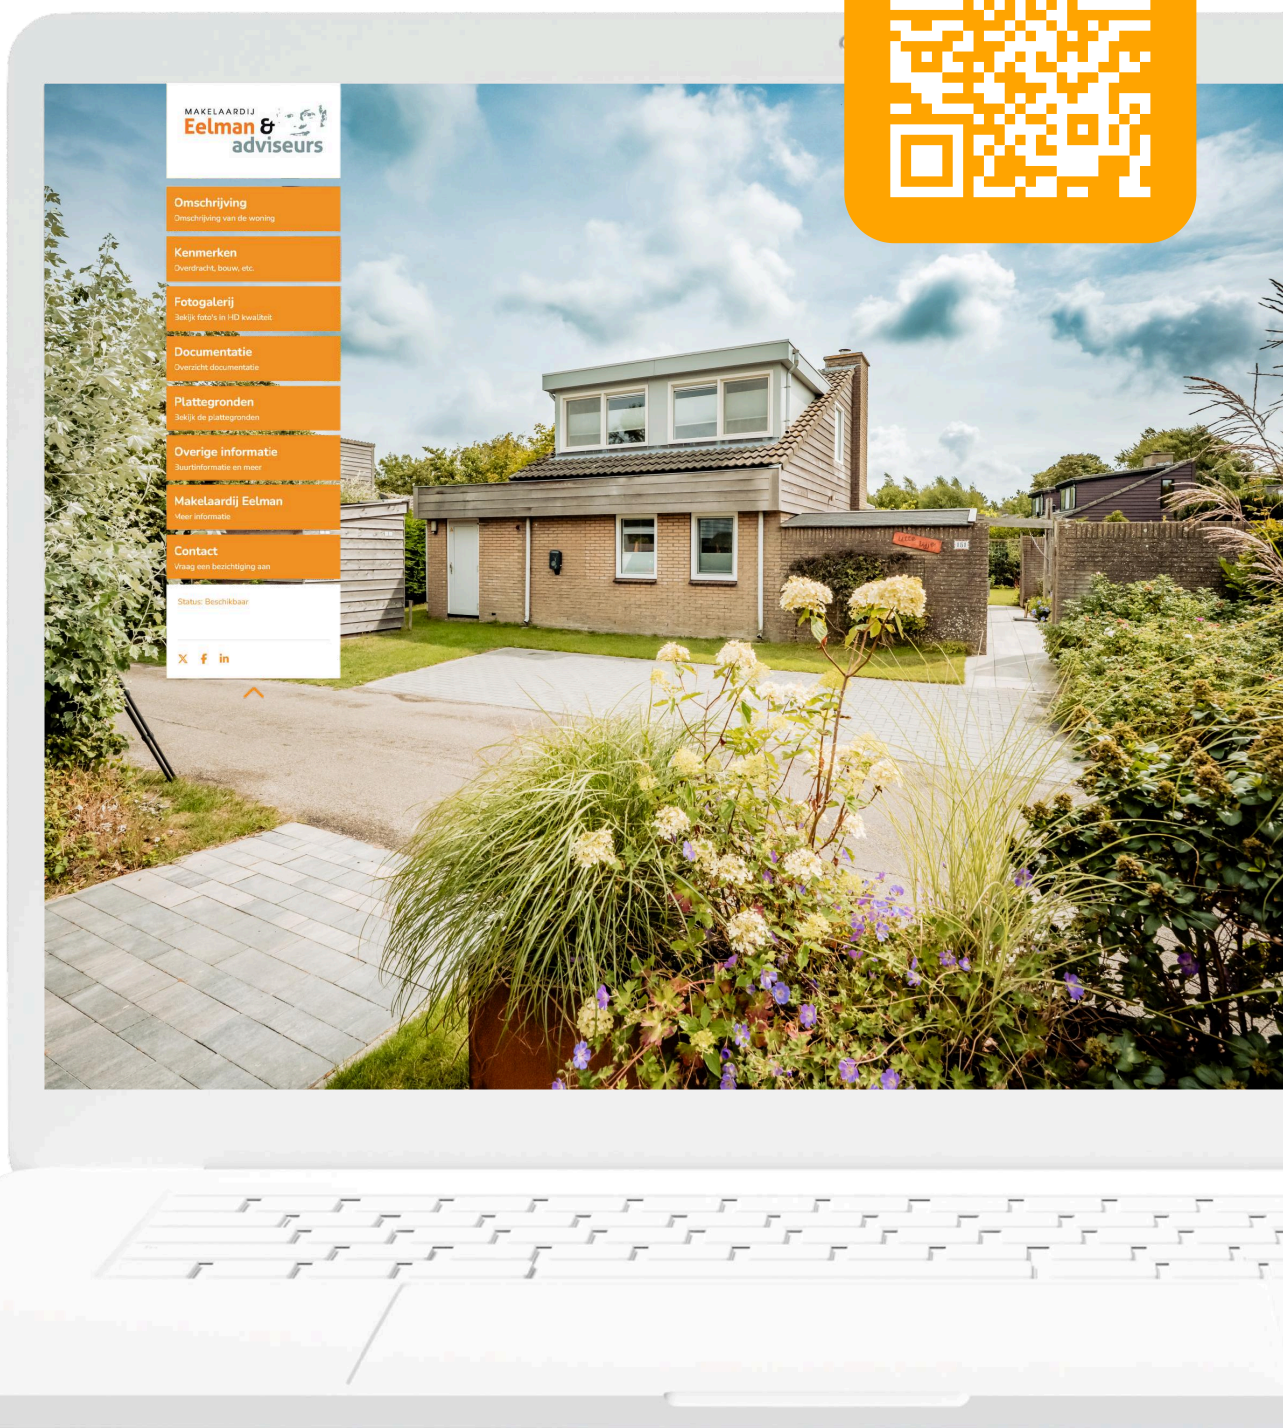 MAKELAARDIJ
Eelman &
adviseurs
Omschrijving
Omschrijving van de woning
Kenmerken
Overdracht, bouw, etc.
Fotogalerij
Bekijk foto's in HD kwaliteit
Documentatie
Overzicht documentatie
Plattegronden
Bekijk de plattegronden
Overige informatie
Buurtinformatie en meer
Makelaardij Eelman
Meer informatie
Contact
Vraag een bezichtiging aan
Status: Beschikbaar